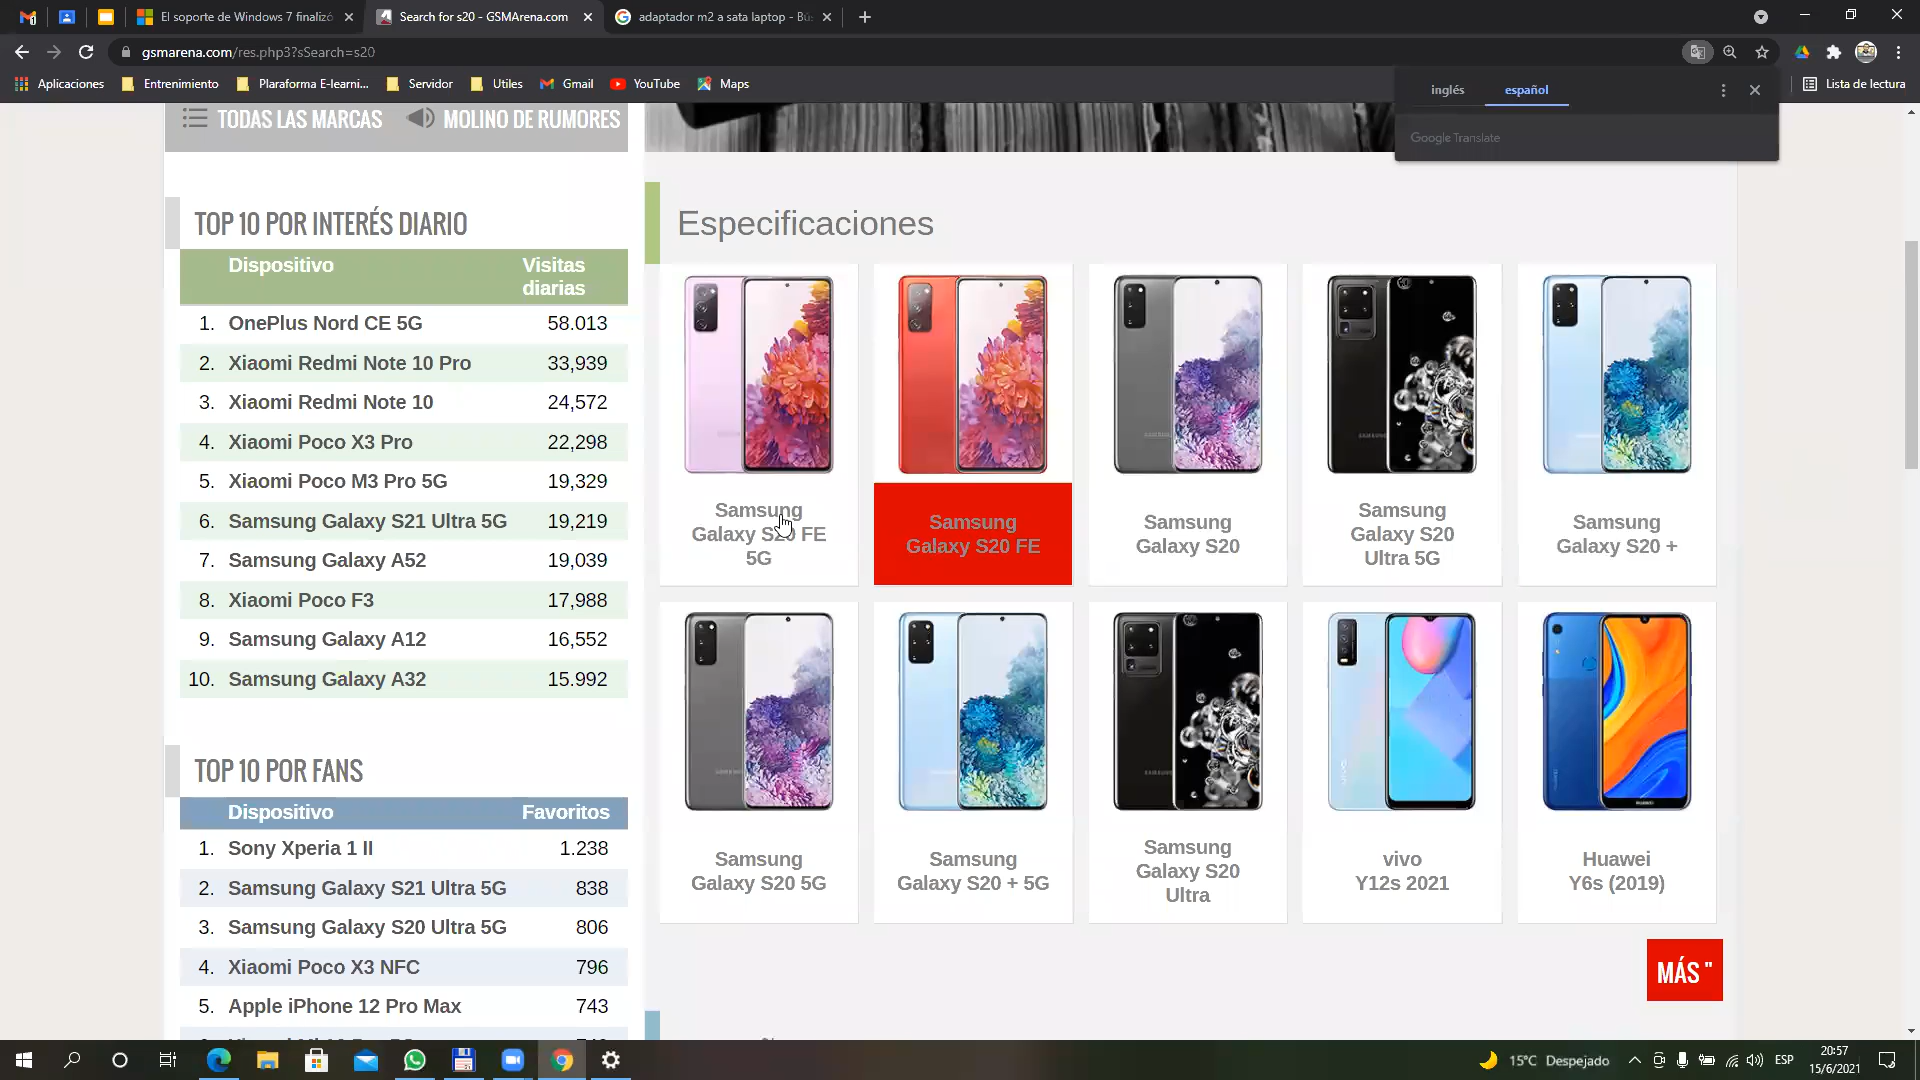 El soporte de Windows 7 finalizó
Search for s20 - GSMArena.com
adaptador m2 a sata laptop - Bú
gsmarena.com/res.php3?sSearch=s20
Aplicaciones
Entrenimiento
Plaraforma E-learni...
Servidor
Utiles
Gmail
YouTube
Maps
Lista de lectura
inglés
español
Google Translate
TODAS LAS MARCAS
MOLINO DE RUMORES
TOP 10 POR INTERÉS DIARIO
Dispositivo
Visitas
diarias
1. OnePlus Nord CE 5G 58.013
2. Xiaomi Redmi Note 10 Pro 33,939
3. Xiaomi Redmi Note 10 24,572
4. Xiaomi Poco X3 Pro 22,298
5. Xiaomi Poco M3 Pro 5G 19,329
6. Samsung Galaxy S21 Ultra 5G 19,219
7. Samsung Galaxy A52 19,039
8. Xiaomi Poco F3 17,988
9. Samsung Galaxy A12 16,552
10. Samsung Galaxy A32 15.992
TOP 10 POR FANS
Dispositivo Favoritos
1. Sony Xperia 1 II 1.238
2. Samsung Galaxy S21 Ultra 5G 838
3. Samsung Galaxy S20 Ultra 5G 806
4. Xiaomi Poco X3 NFC 796
5. Apple iPhone 12 Pro Max 743
Especificaciones
Samsung
Galaxy S20 FE
5G
Samsung
Galaxy S20 FE
Samsung
Galaxy S20
Samsung
Galaxy S20
Ultra 5G
Samsung
Galaxy S20 +
Samsung
Galaxy S20 5G
Samsung
Galaxy S20 + 5G
Samsung
Galaxy S20
Ultra
vivo
Y12s 2021
Huawei
Y6s (2019)
MÁS "
15°C Despejado
ESP
20:57
15/6/2021